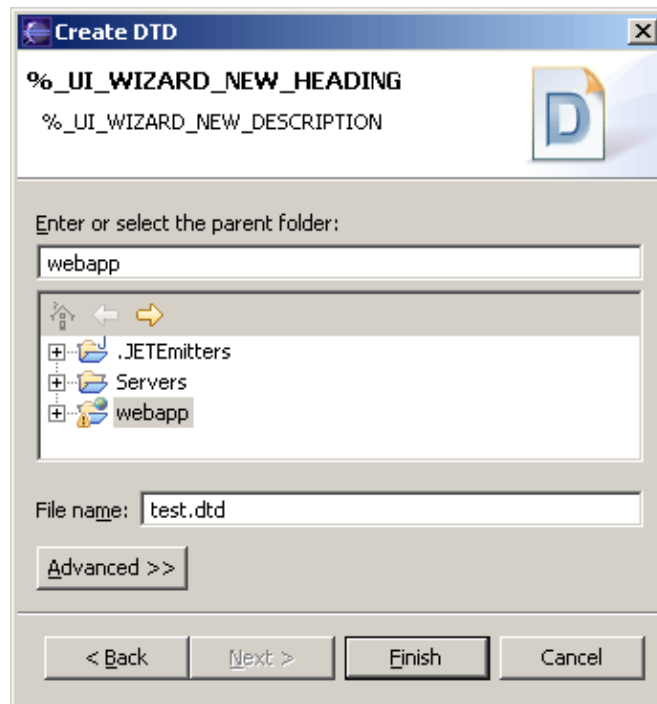 Create DTD
%_UI_WIZARD_NEW_HEADING
%_UI_WIZARD_NEW_DESCRIPTION
D
Enter or select the parent folder:
webapp
.JETEmitters
Servers
webapp
File name: test.dtd
Advanced >>
< Back Next > Finish Cancel